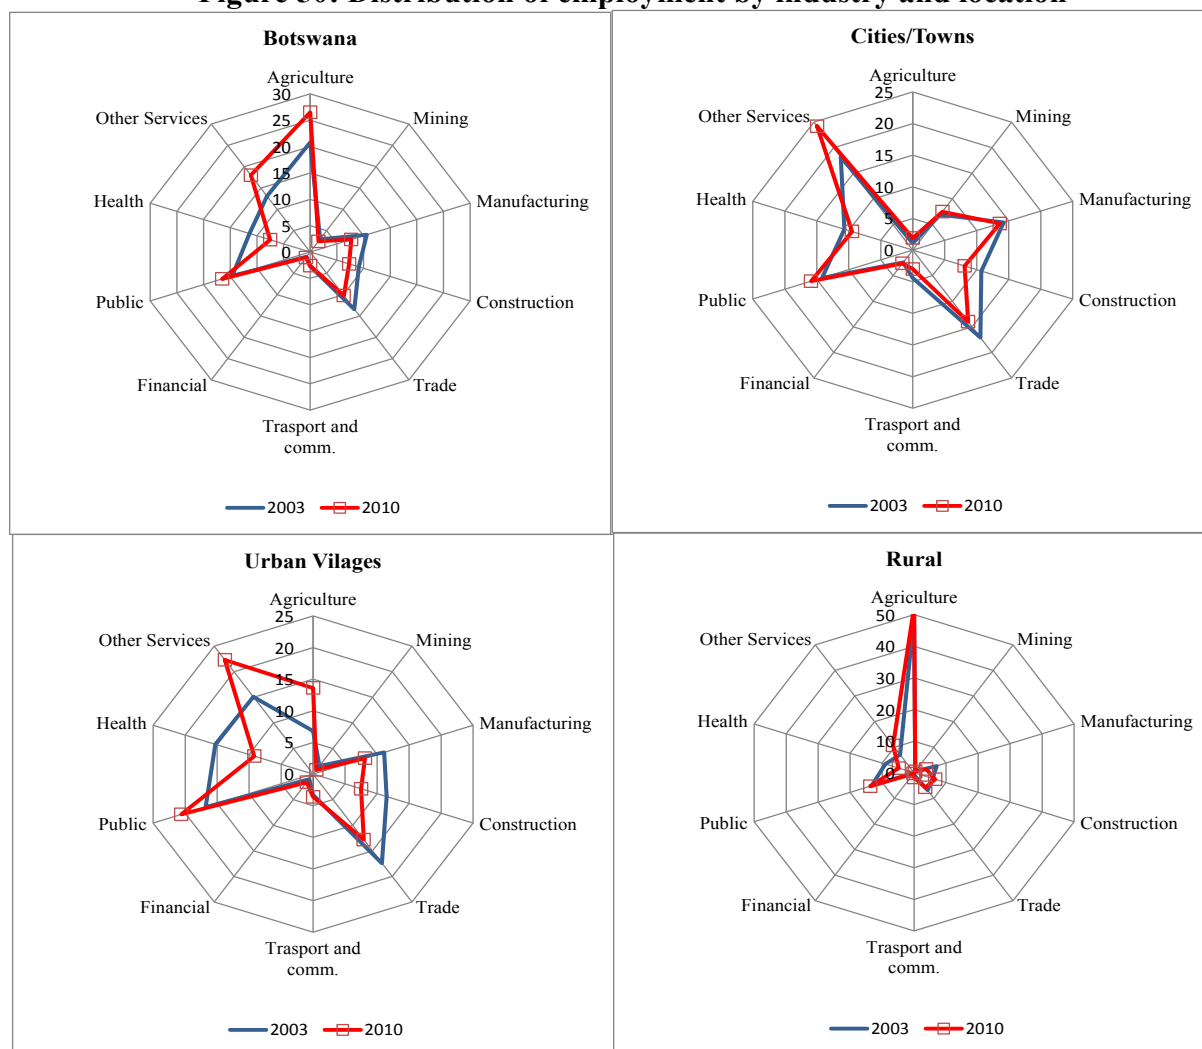 Figure 30: Distribution of employment by industry and location
Botswana
Agriculture
Mining
Manufacturing
Construction
Trade
Trasport and
comm.
Financial
Public
Health
Other Services
30
25
20
15
10
5
0
2003
2010
Cities/Towns
Agriculture
Mining
Manufacturing
Construction
Trade
Trasport and
comm.
Financial
Public
Health
Other Services
25
20
15
10
5
0
2003
2010
Urban Vilages
Agriculture
Mining
Manufacturing
Construction
Trade
Trasport and
comm.
Financial
Public
Health
Other Services
25
20
15
10
5
0
2003
2010
Rural
Agriculture
Mining
Manufacturing
Construction
Trade
Trasport and
comm.
Financial
Public
Health
Other Services
50
40
30
20
10
0
2003
2010